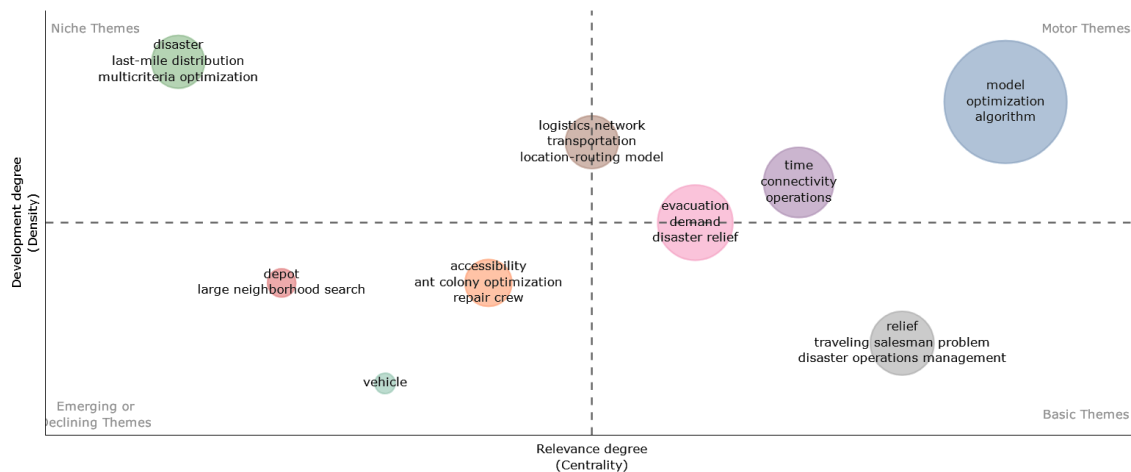 Niche Themes
Motor Themes
disaster
last-mile distribution
multicriteria optimization
model
optimization
algorithm
logistics network
transportation
location-routing model
time
connectivity
operations
evacuation
demand
disaster relief
Development degree
(Density)
accessibility
ant colony optimization
repair crew
depot
large neighborhood search
relief
traveling salesman problem
disaster operations management
vehicle
Emerging or
Declining Themes
Basic Themes
Relevance degree
(Centrality)